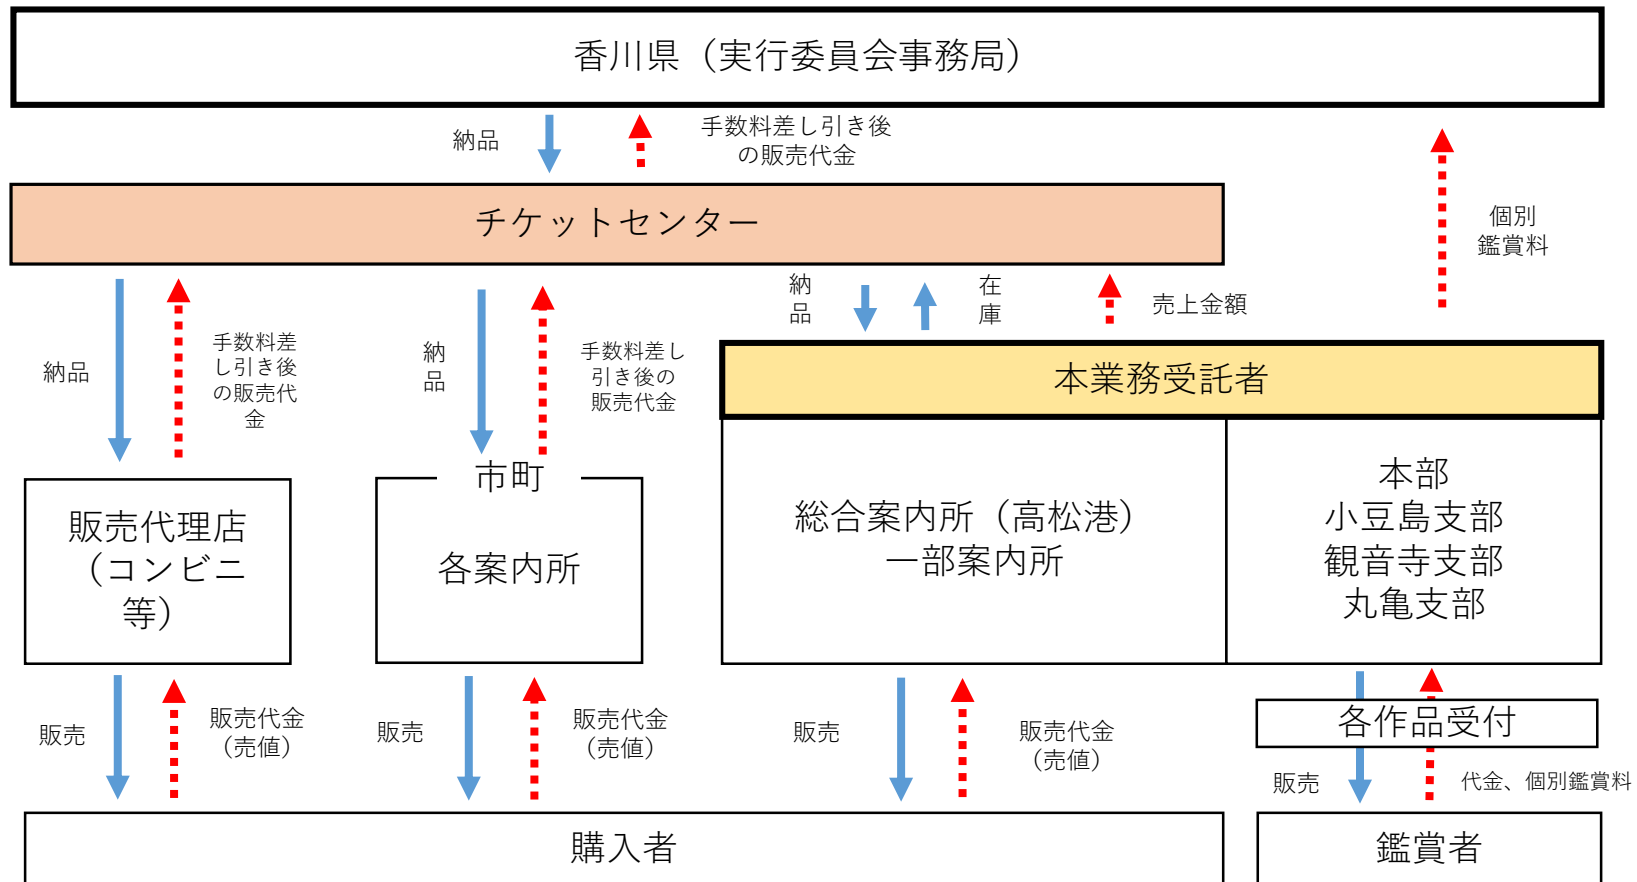 香川県（実行委員会事務局）
納品
手数料差し引き後
の販売代金
チケットセンター
個別
鑑賞料
納品
手数料差
し引き後
の販売代
金
納
品
手数料差し
引き後の
販売代金
納
品
在
庫
売上金額
本業務受託者
販売代理店
（コンビニ
等）
市町
各案内所
総合案内所（高松港）
一部案内所
本部
小豆島支部
観音寺支部
丸亀支部
販売
販売代金
（売値）
販売
販売代金
（売値）
販売
販売代金
（売値）
各作品受付
販売
代金、個別鑑賞料
購入者
鑑賞者